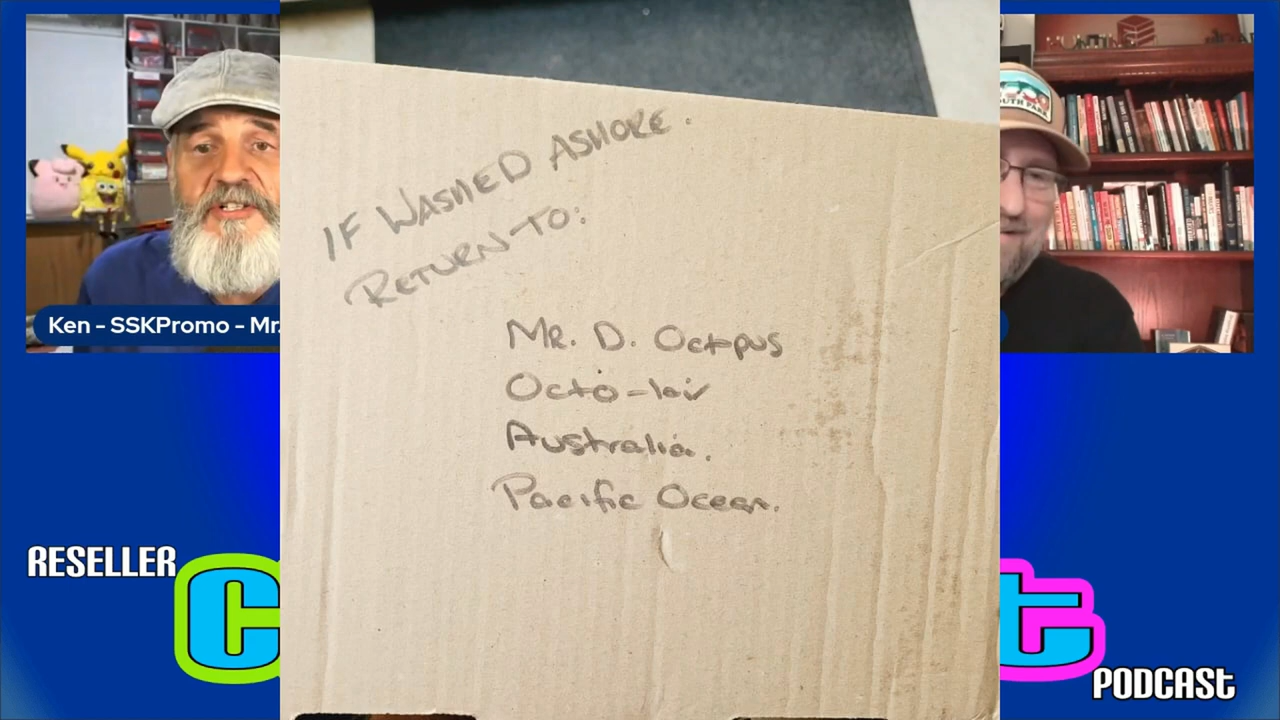 IF WASHED ASHORE.
RETURN TO:
MR. D. Octpus
Octo-lair
Australia.
Pacific Ocean.
Ken - SSKPromo - Mr.
RESELLER
C
t
PODCAST